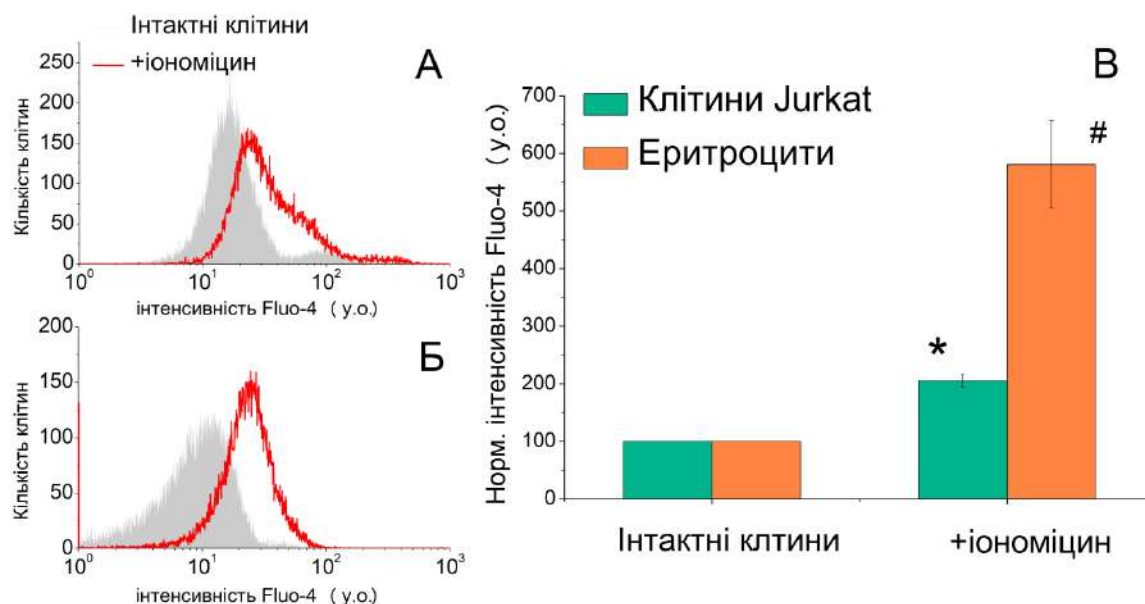 Інтактні клітини
+іономіцин
А
Кількість клітин
250
200
150
100
50
0
10⁰ 10¹ 10² 10³
інтенсивність Fluo-4 ( у.о.)
Б
Кількість клітин
200
150
100
50
0
10⁰ 10¹ 10² 10³
інтенсивність Fluo-4 ( у.о.)
В
Клітини Jurkat
Еритроцити
Норм. інтенсивність Fluo-4 ( у.о.)
700
600
500
400
300
200
100
0
*
#
Інтактні клтини
+іономіцин